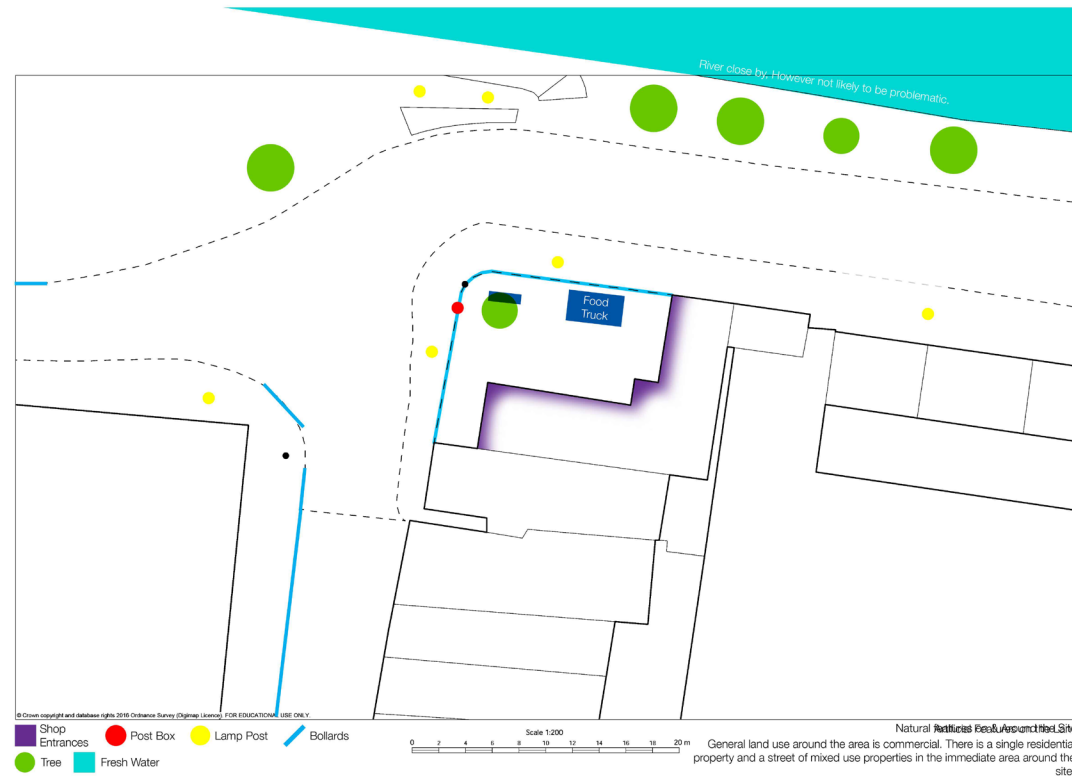 River close by. However not likely to be problematic.
Food
Truck
© Crown copyright and database rights 2016 Ordnance Survey (Digimap Licence). FOR EDUCATIONAL USE ONLY.
Shop
Entrances
Post Box
Lamp Post
Bollards
Tree
Fresh Water
Scale 1:200
0 2 4 6 8 10 12 14 16 18 20 m
Natural
General land use around the area is commercial. There is a single residential
property and a street of mixed use properties in the immediate area around the
site